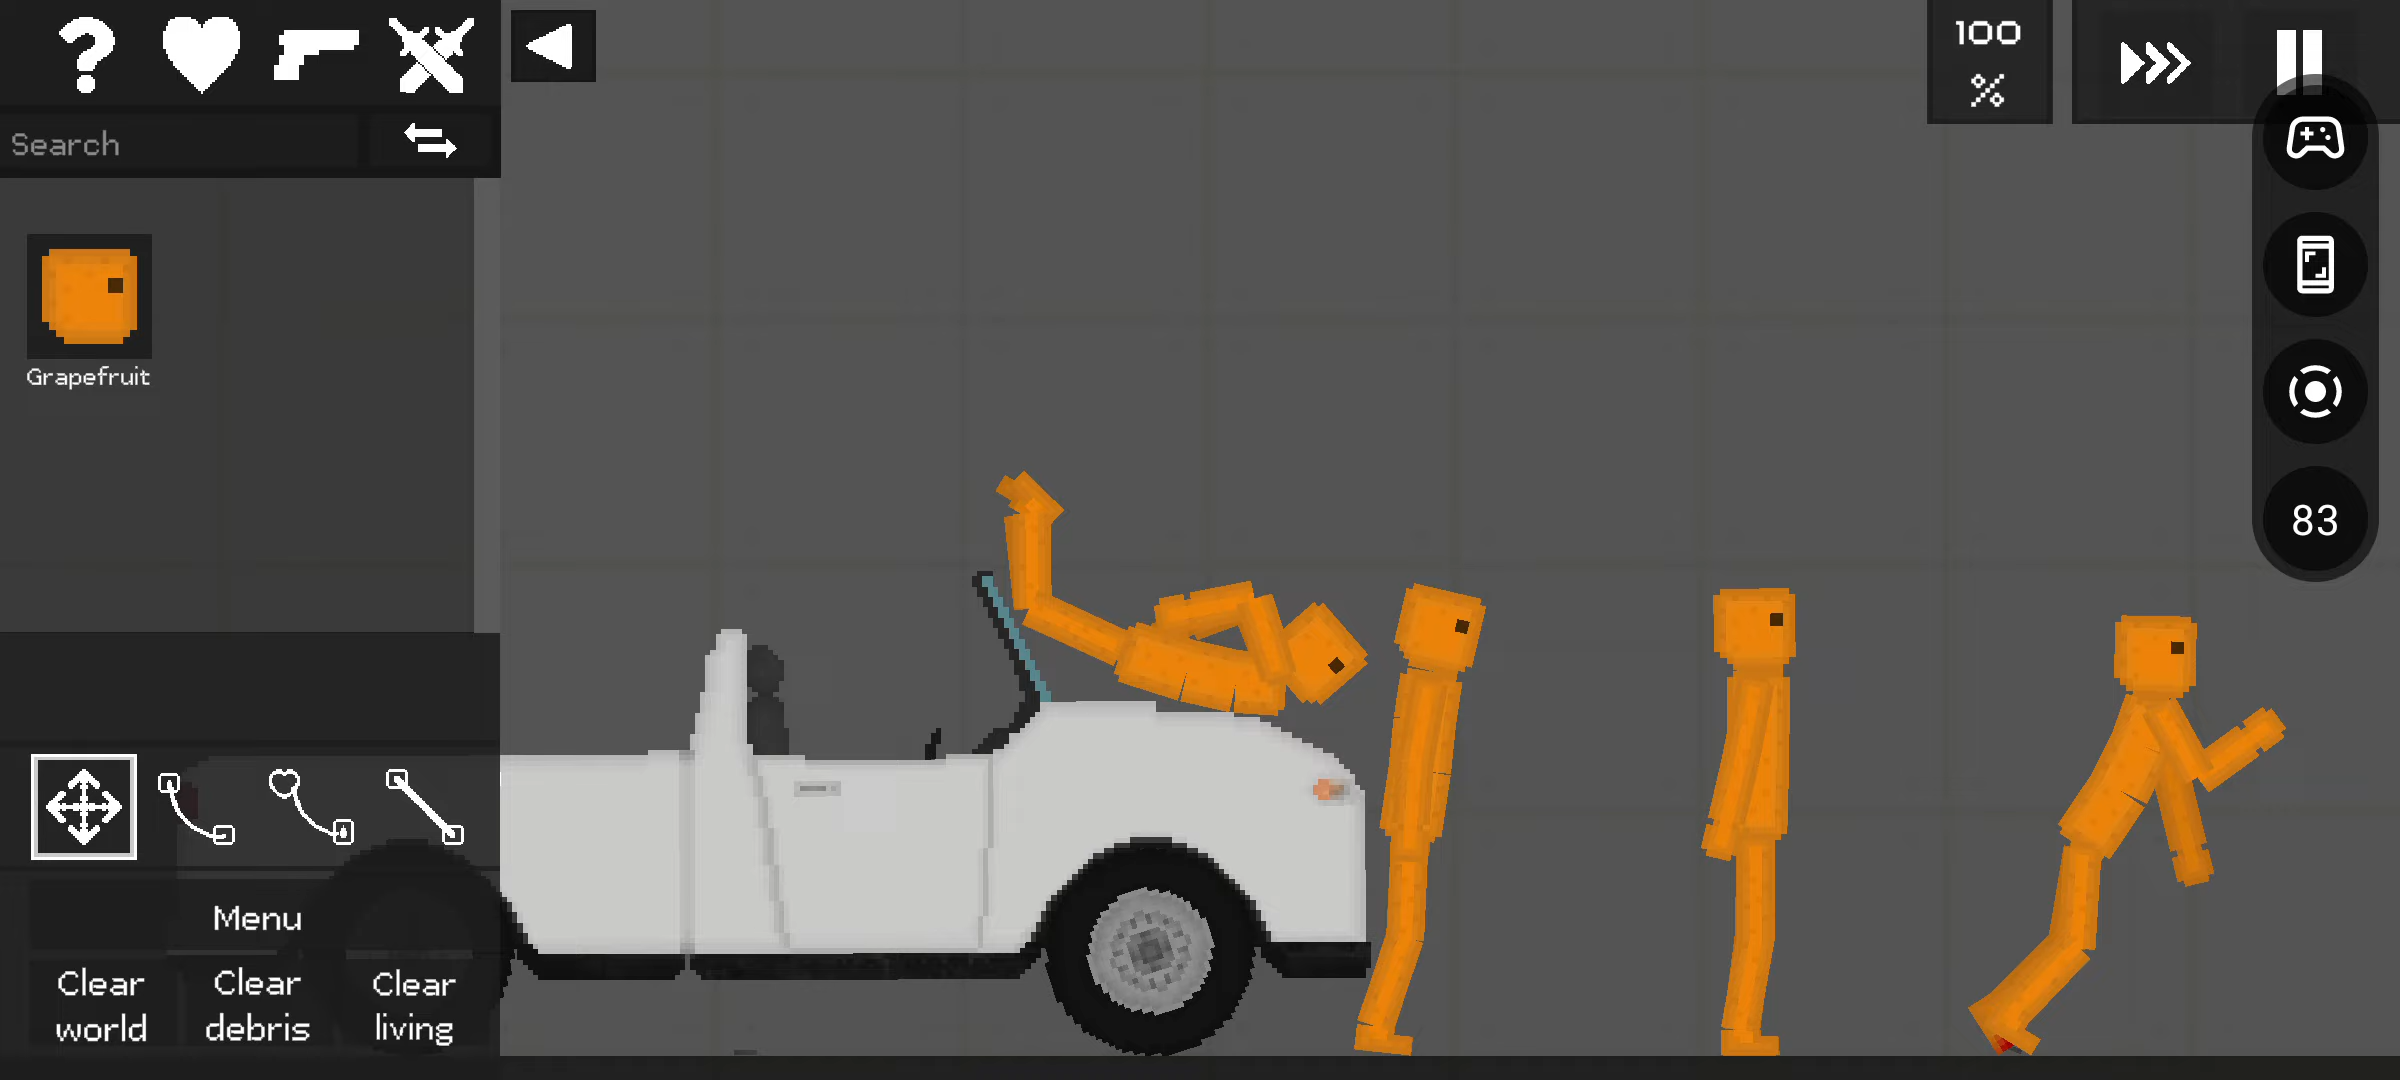 100
%
Search
Grapefruit
83
Menu
Clear
world
Clear
debris
Clear
living